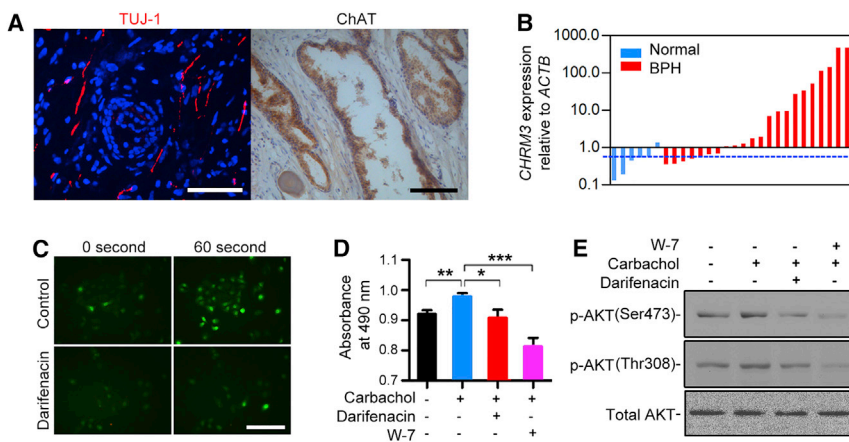 A
TUJ-1
ChAT
B
CHRM3 expression
relative to ACTB
1000.0
100.0
10.0
1.0
0.1
Normal
BPH
C
0 second
60 second
Control
Darifenacin
D
Absorbance
at 490 nm
1.1
1.0
0.9
0.8
0.7
***
** *
Carbachol - + + +
Darifenacin - - + -
W-7 - - - +
E
W-7 - - - +
Carbachol - + + +
Darifenacin - - + -
p-AKT(Ser473)-
p-AKT(Thr308)-
Total AKT-